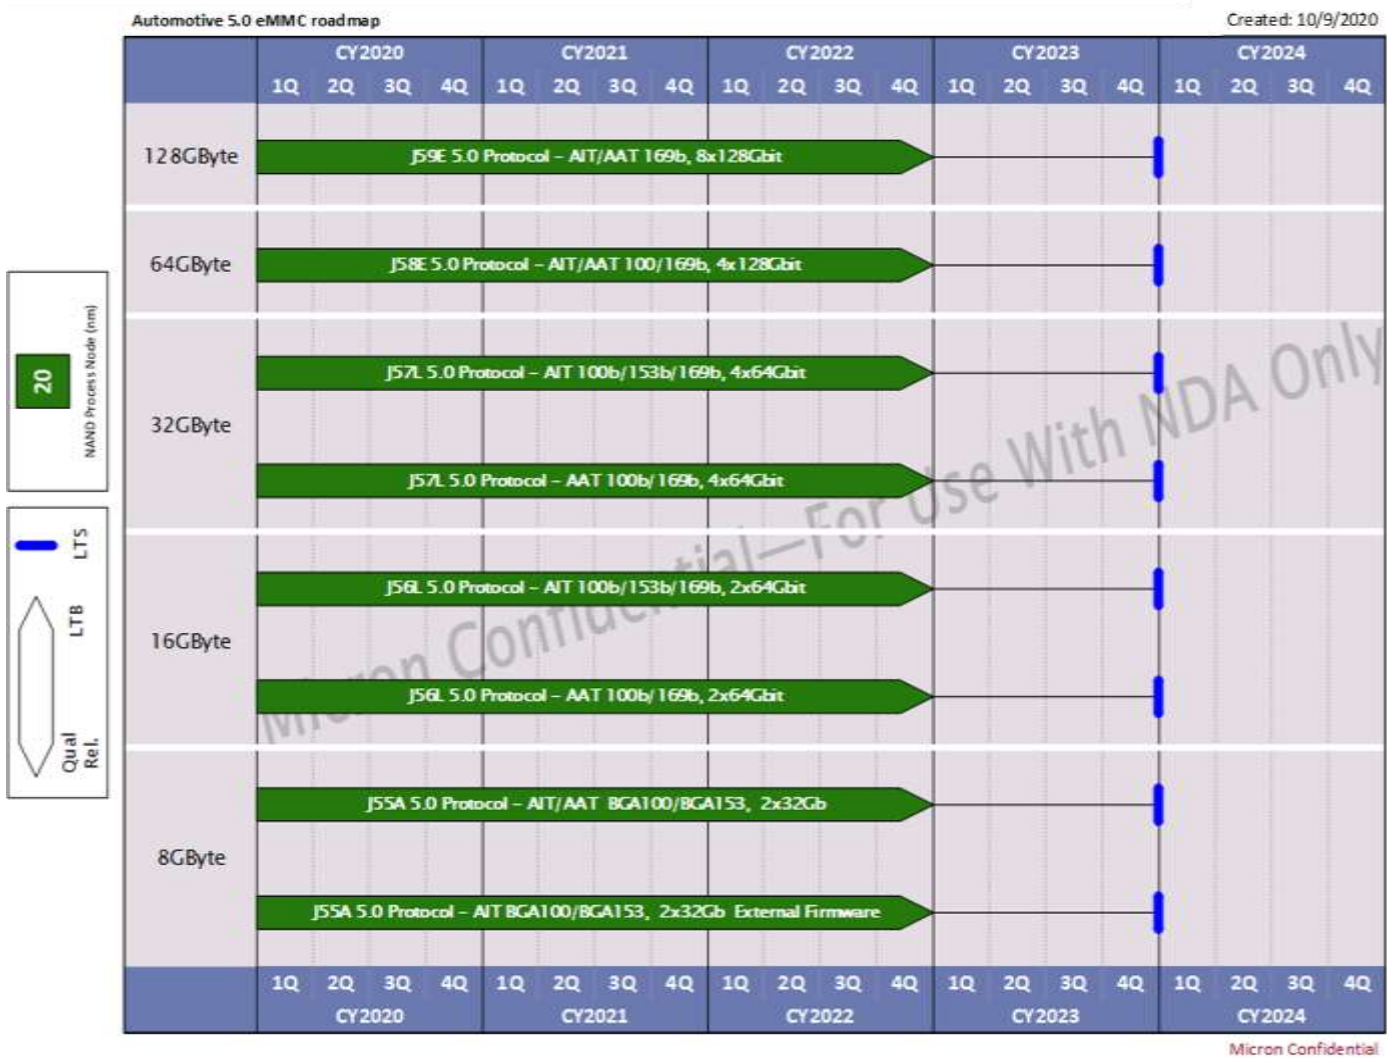 Automotive 5.0 eMMC roadmap
Created: 10/9/2020
CY2020 CY2021 CY2022 CY2023 CY2024
1Q 2Q 3Q 4Q 1Q 2Q 3Q 4Q 1Q 2Q 3Q 4Q 1Q 2Q 3Q 4Q 1Q 2Q 3Q 4Q
128GByte
J59E 5.0 Protocol – AIT/AAT 169b, 8x128Gbit
64GByte
J58E 5.0 Protocol – AIT/AAT 100/169b, 4x128Gbit
32GByte
J57L 5.0 Protocol – AIT 100b/153b/169b, 4x64Gbit
J57L 5.0 Protocol – AAT 100b/169b, 4x64Gbit
16GByte
J56L 5.0 Protocol – AIT 100b/153b/169b, 2x64Gbit
J56L 5.0 Protocol – AAT 100b/169b, 2x64Gbit
8GByte
J55A 5.0 Protocol – AIT/AAT BGA100/BGA153, 2x32Gb
J55A 5.0 Protocol – AIT BGA100/BGA153, 2x32Gb External Firmware
1Q 2Q 3Q 4Q 1Q 2Q 3Q 4Q 1Q 2Q 3Q 4Q 1Q 2Q 3Q 4Q 1Q 2Q 3Q 4Q
CY2020 CY2021 CY2022 CY2023 CY2024
20
NAND Process Node (nm)
LTS
LTB
Qual
Rel.
Micron Confidential—For Use With NDA Only
Micron Confidential